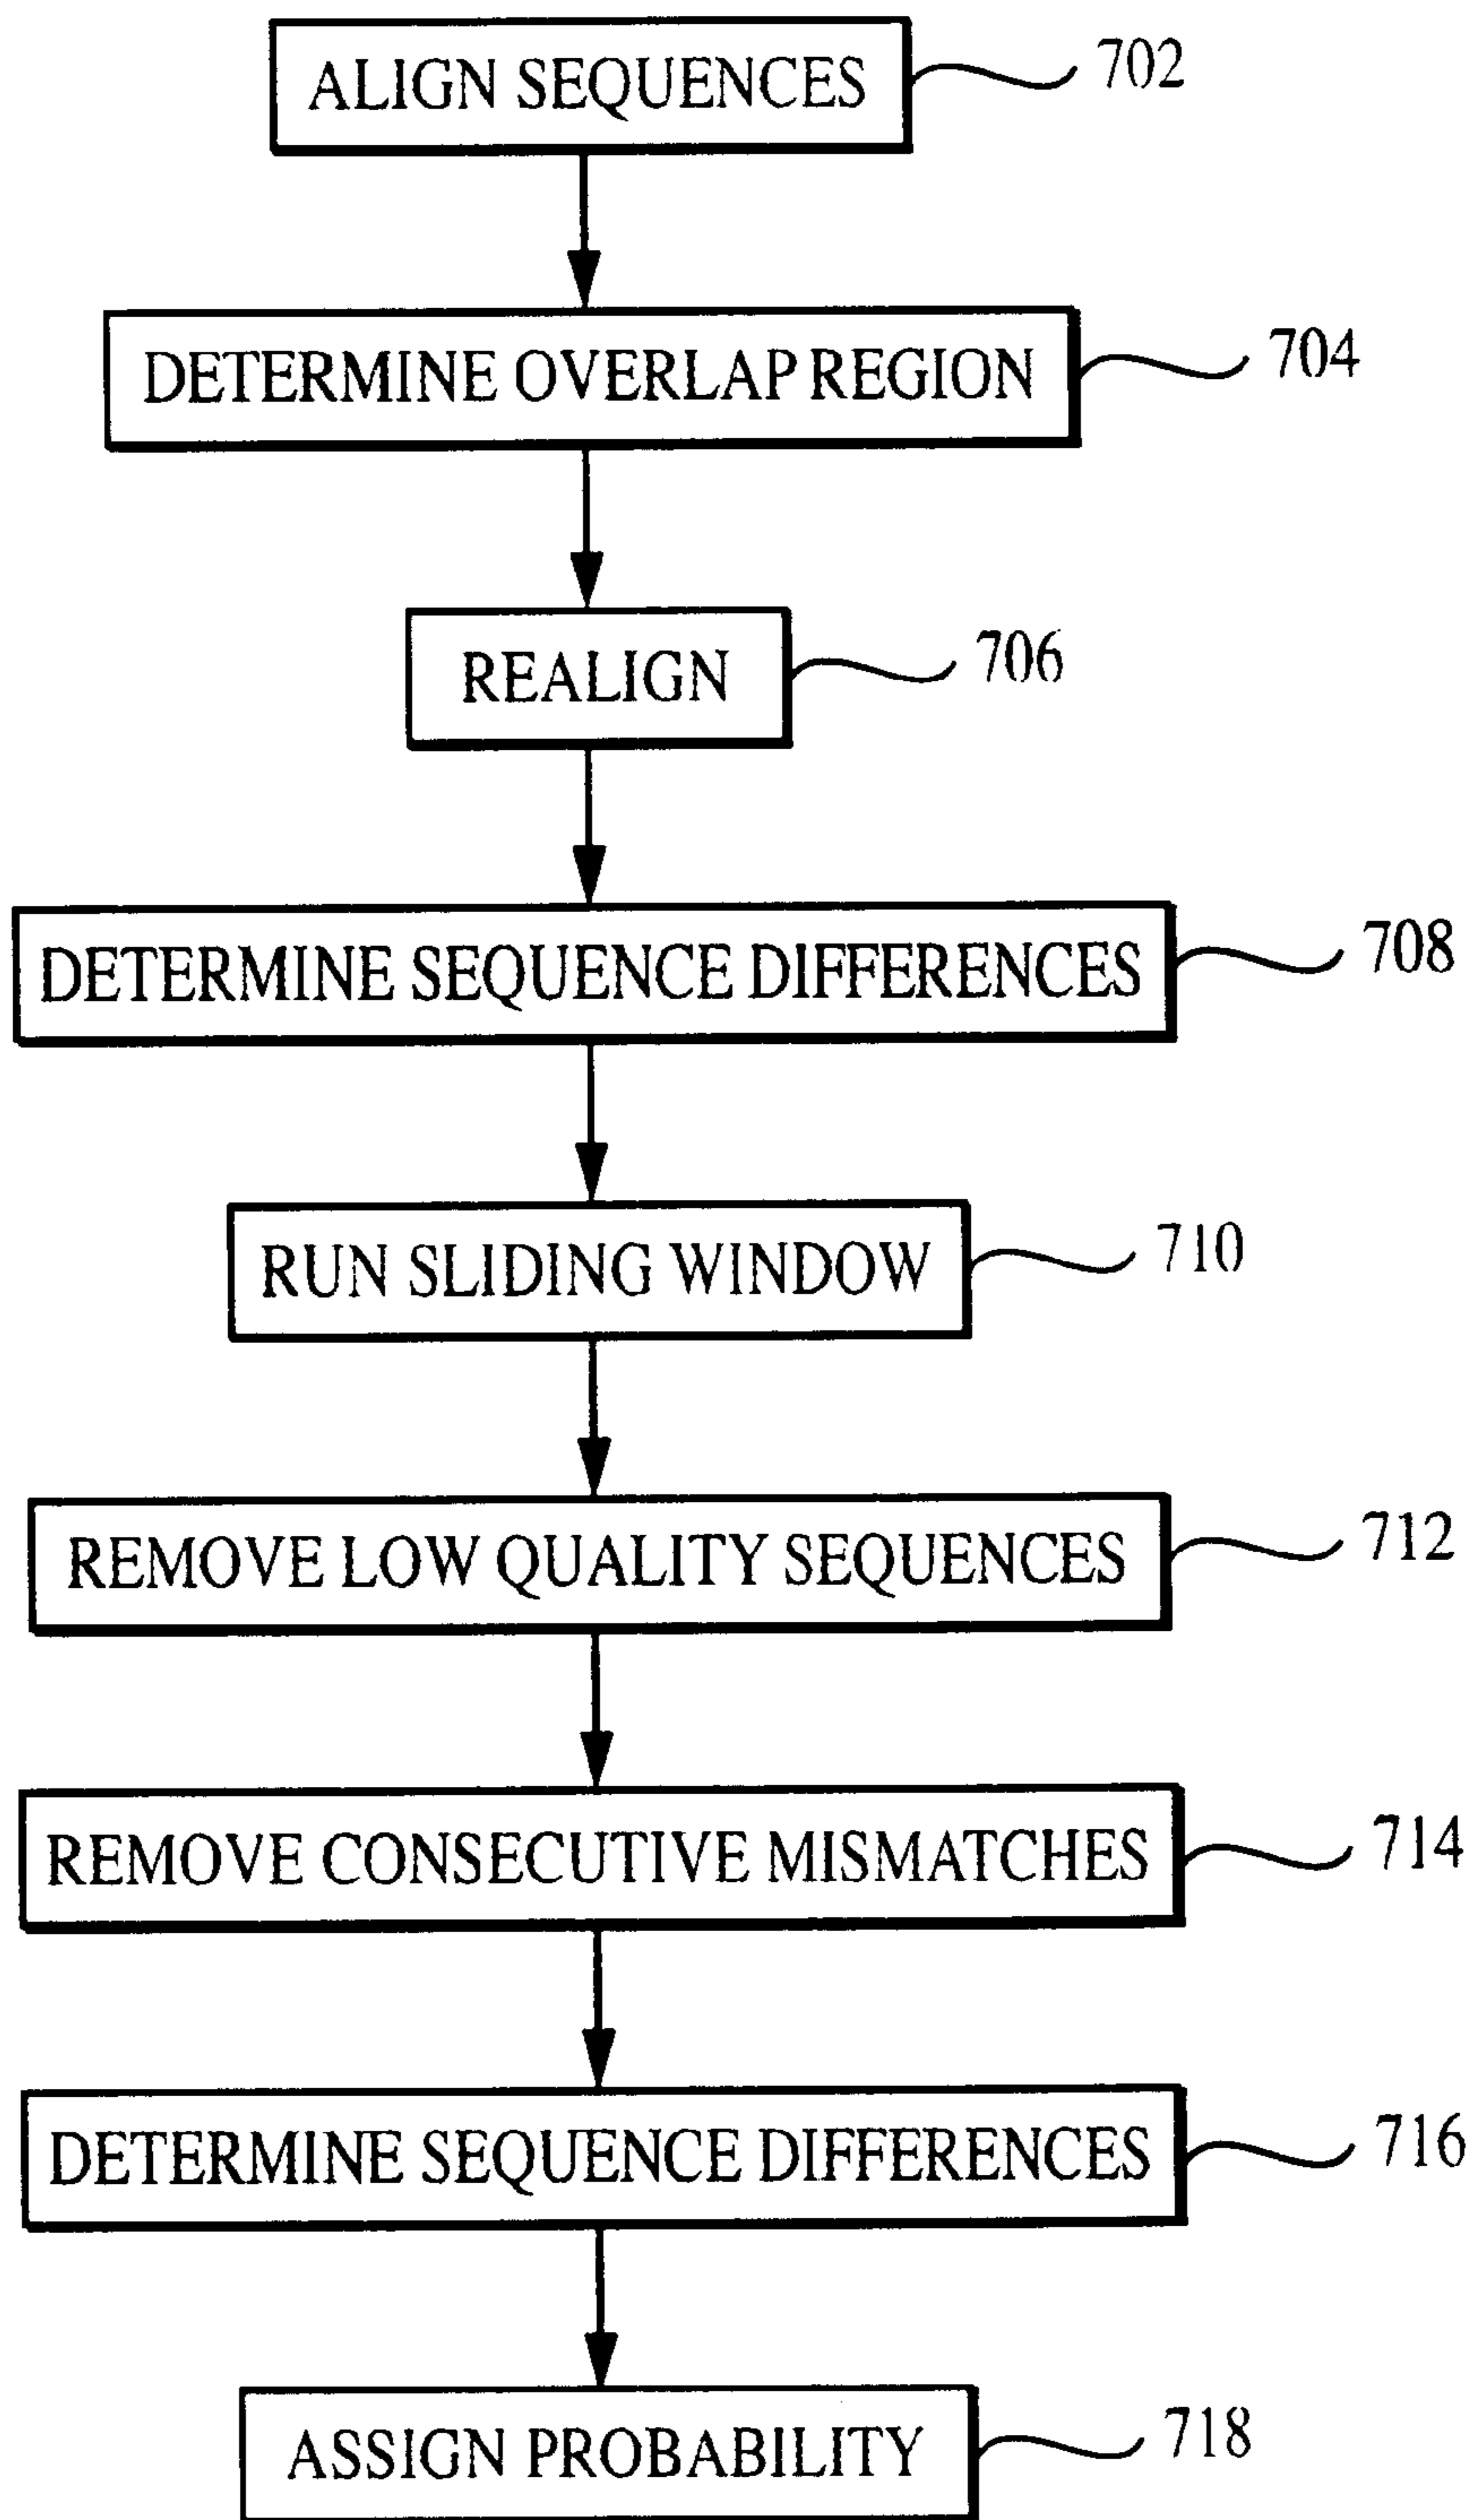 ALIGN SEQUENCES 702
DETERMINE OVERLAP REGION 704
REALIGN 706
DETERMINE SEQUENCE DIFFERENCES 708
RUN SLIDING WINDOW 710
REMOVE LOW QUALITY SEQUENCES 712
REMOVE CONSECUTIVE MISMATCHES 714
DETERMINE SEQUENCE DIFFERENCES 716
ASSIGN PROBABILITY 718